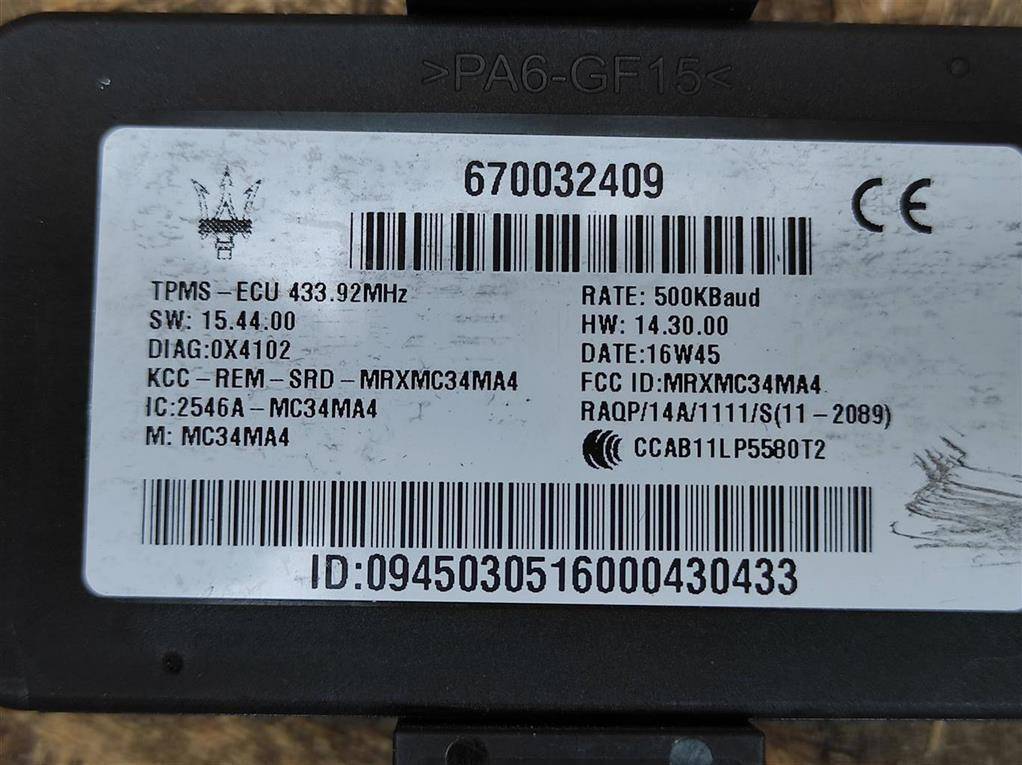 >PA6-GF15<
670032409
CE
TPMS-ECU 433.92MHz
RATE: 500KBaud
SW: 15.44.00
HW: 14.30.00
DIAG:0X4102
DATE:16W45
KCC-REM-SRD-MRXMC34MA4
FCC ID:MRXMC34MA4
IC:2546A-MC34MA4
RAQP/14A/1111/S(11-2089)
M: MC34MA4
CCAB11LP5580T2
ID:0945030516000430433